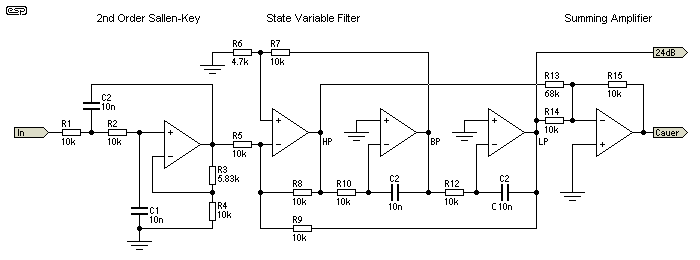 esp
2nd Order Sallen-Key
State Variable Filter
Summing Amplifier
R6
4.7k
R7
10k
24dB
C2
10n
R13
68k
R15
10k
In
R1
10k
R2
10k
+
−
R5
10k
+
−
HP
+
−
BP
+
−
LP
R14
10k
−
+
Cauer
R3
5.83k
R8
10k
R10
10k
C2
10n
R12
10k
C2
C 10n
C1
10n
R4
10k
R9
10k